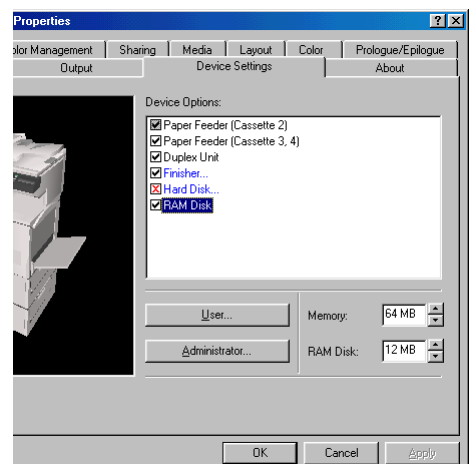 Properties
olor Management Sharing Media Layout Color Prologue/Epilogue
Output Device Settings About
Device Options:
Paper Feeder (Cassette 2)
Paper Feeder (Cassette 3, 4)
Duplex Unit
Finisher...
Hard Disk...
RAM Disk
User... Memory: 64 MB
Administrator... RAM Disk: 12 MB
OK Cancel Apply